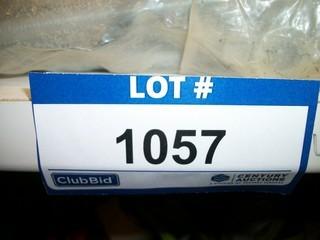 LOT #
1057
ClubBid
CENTURY
AUCTIONS